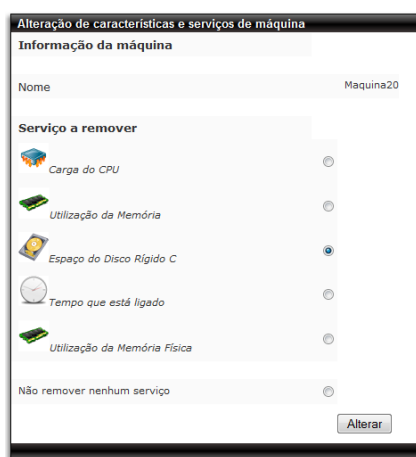 Alteração de características e serviços de máquina
Informação da máquina
Nome Maquina20
Serviço a remover
Carga do CPU
Utilização da Memória
Espaço do Disco Rígido C
Tempo que está ligado
Utilização da Memória Física
Não remover nenhum serviço
Alterar